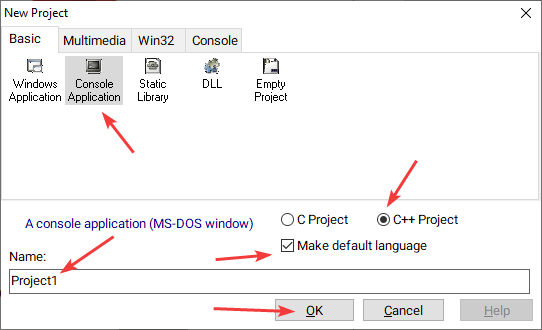 New Project
Basic Multimedia Win32 Console
Windows Application
Console Application
Static Library
DLL
Empty Project
A console application (MS-DOS window)
C Project
C++ Project
Make default language
Name:
Project1
OK Cancel Help